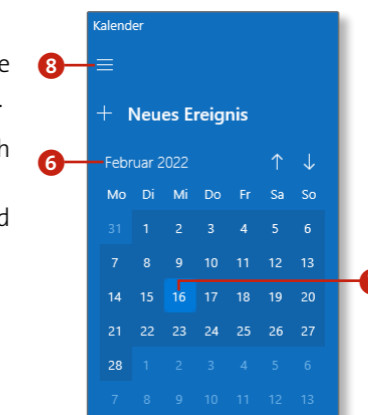 Kalender
e
8
.
+ Neues Ereignis
h
6
Februar 2022 ↑ ↓
Mo Di Mi Do Fr Sa So
d
31 1 2 3 4 5 6
7 8 9 10 11 12 13
14 15 16 17 18 19 20
21 22 23 24 25 26 27
28 1 2 3 4 5 6
7 8 9 10 11 12 13